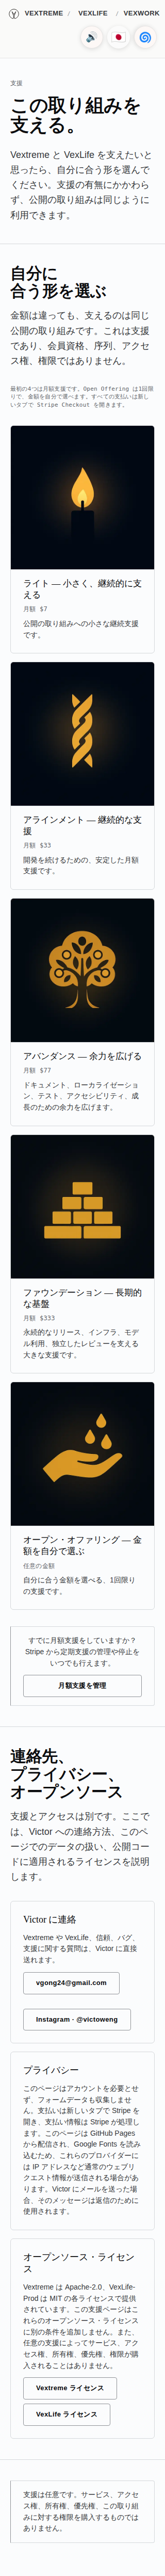 VEXTREME / VEXLIFE / VEXWORK
支援
この取り組みを
支える。
Vextreme と VexLife を支えたいと
思ったら、自分に合う形を選んで
ください。支援の有無にかかわら
ず、公開の取り組みは同じように
利用できます。
自分に
合う形を選ぶ
金額は違っても、支えるのは同じ
公開の取り組みです。これは支援
であり、会員資格、序列、アクセ
ス権、権限ではありません。
最初の4つは月額支援です。Open Offering は1回限
りで、金額を自分で選べます。すべての支払いは新し
いタブで Stripe Checkout を開きます。
ライト — 小さく、継続的に支
える
月額 $7
公開の取り組みへの小さな継続支援
です。
アラインメント — 継続的な支
援
月額 $33
開発を続けるための、安定した月額
支援です。
アバンダンス — 余力を広げる
月額 $77
ドキュメント、ローカライゼーショ
ン、テスト、アクセシビリティ、成
長のための余力を広げます。
ファウンデーション — 長期的
な基盤
月額 $333
永続的なリリース、インフラ、モデ
ル利用、独立したレビューを支える
大きな支援です。
オープン・オファリング — 金
額を自分で選ぶ
任意の金額
自分に合う金額を選べる、1回限り
の支援です。
すでに月額支援をしていますか？
Stripe から定期支援の管理や停止を
いつでも行えます。
月額支援を管理
連絡先、
プライバシー、
オープンソース
支援とアクセスは別です。ここで
は、Victor への連絡方法、このペ
ージでのデータの扱い、公開コー
ドに適用されるライセンスを説明
します。
Victor に連絡
Vextreme や VexLife、信頼、バグ、
支援に関する質問は、Victor に直接
送れます。
vgong24@gmail.com
Instagram · @victoweng
プライバシー
このページはアカウントを必要とせ
ず、フォームデータも収集しませ
ん。支払いは新しいタブで Stripe を
開き、支払い情報は Stripe が処理し
ます。このページは GitHub Pages
から配信され、Google Fonts を読み
込むため、これらのプロバイダーに
は IP アドレスなど通常のウェブリ
クエスト情報が送信される場合があ
ります。Victor にメールを送った場
合、そのメッセージは返信のために
使用されます。
オープンソース・ライセン
ス
Vextreme は Apache-2.0、VexLife-
Prod は MIT の各ライセンスで提供
されています。この支援ページはこ
れらのオープンソース・ライセンス
に別の条件を追加しません。また、
任意の支援によってサービス、アク
セス権、所有権、優先権、権限が購
入されることはありません。
Vextreme ライセンス
VexLife ライセンス
支援は任意です。サービス、アクセ
ス権、所有権、優先権、この取り組
みに対する権限を購入するものでは
ありません。